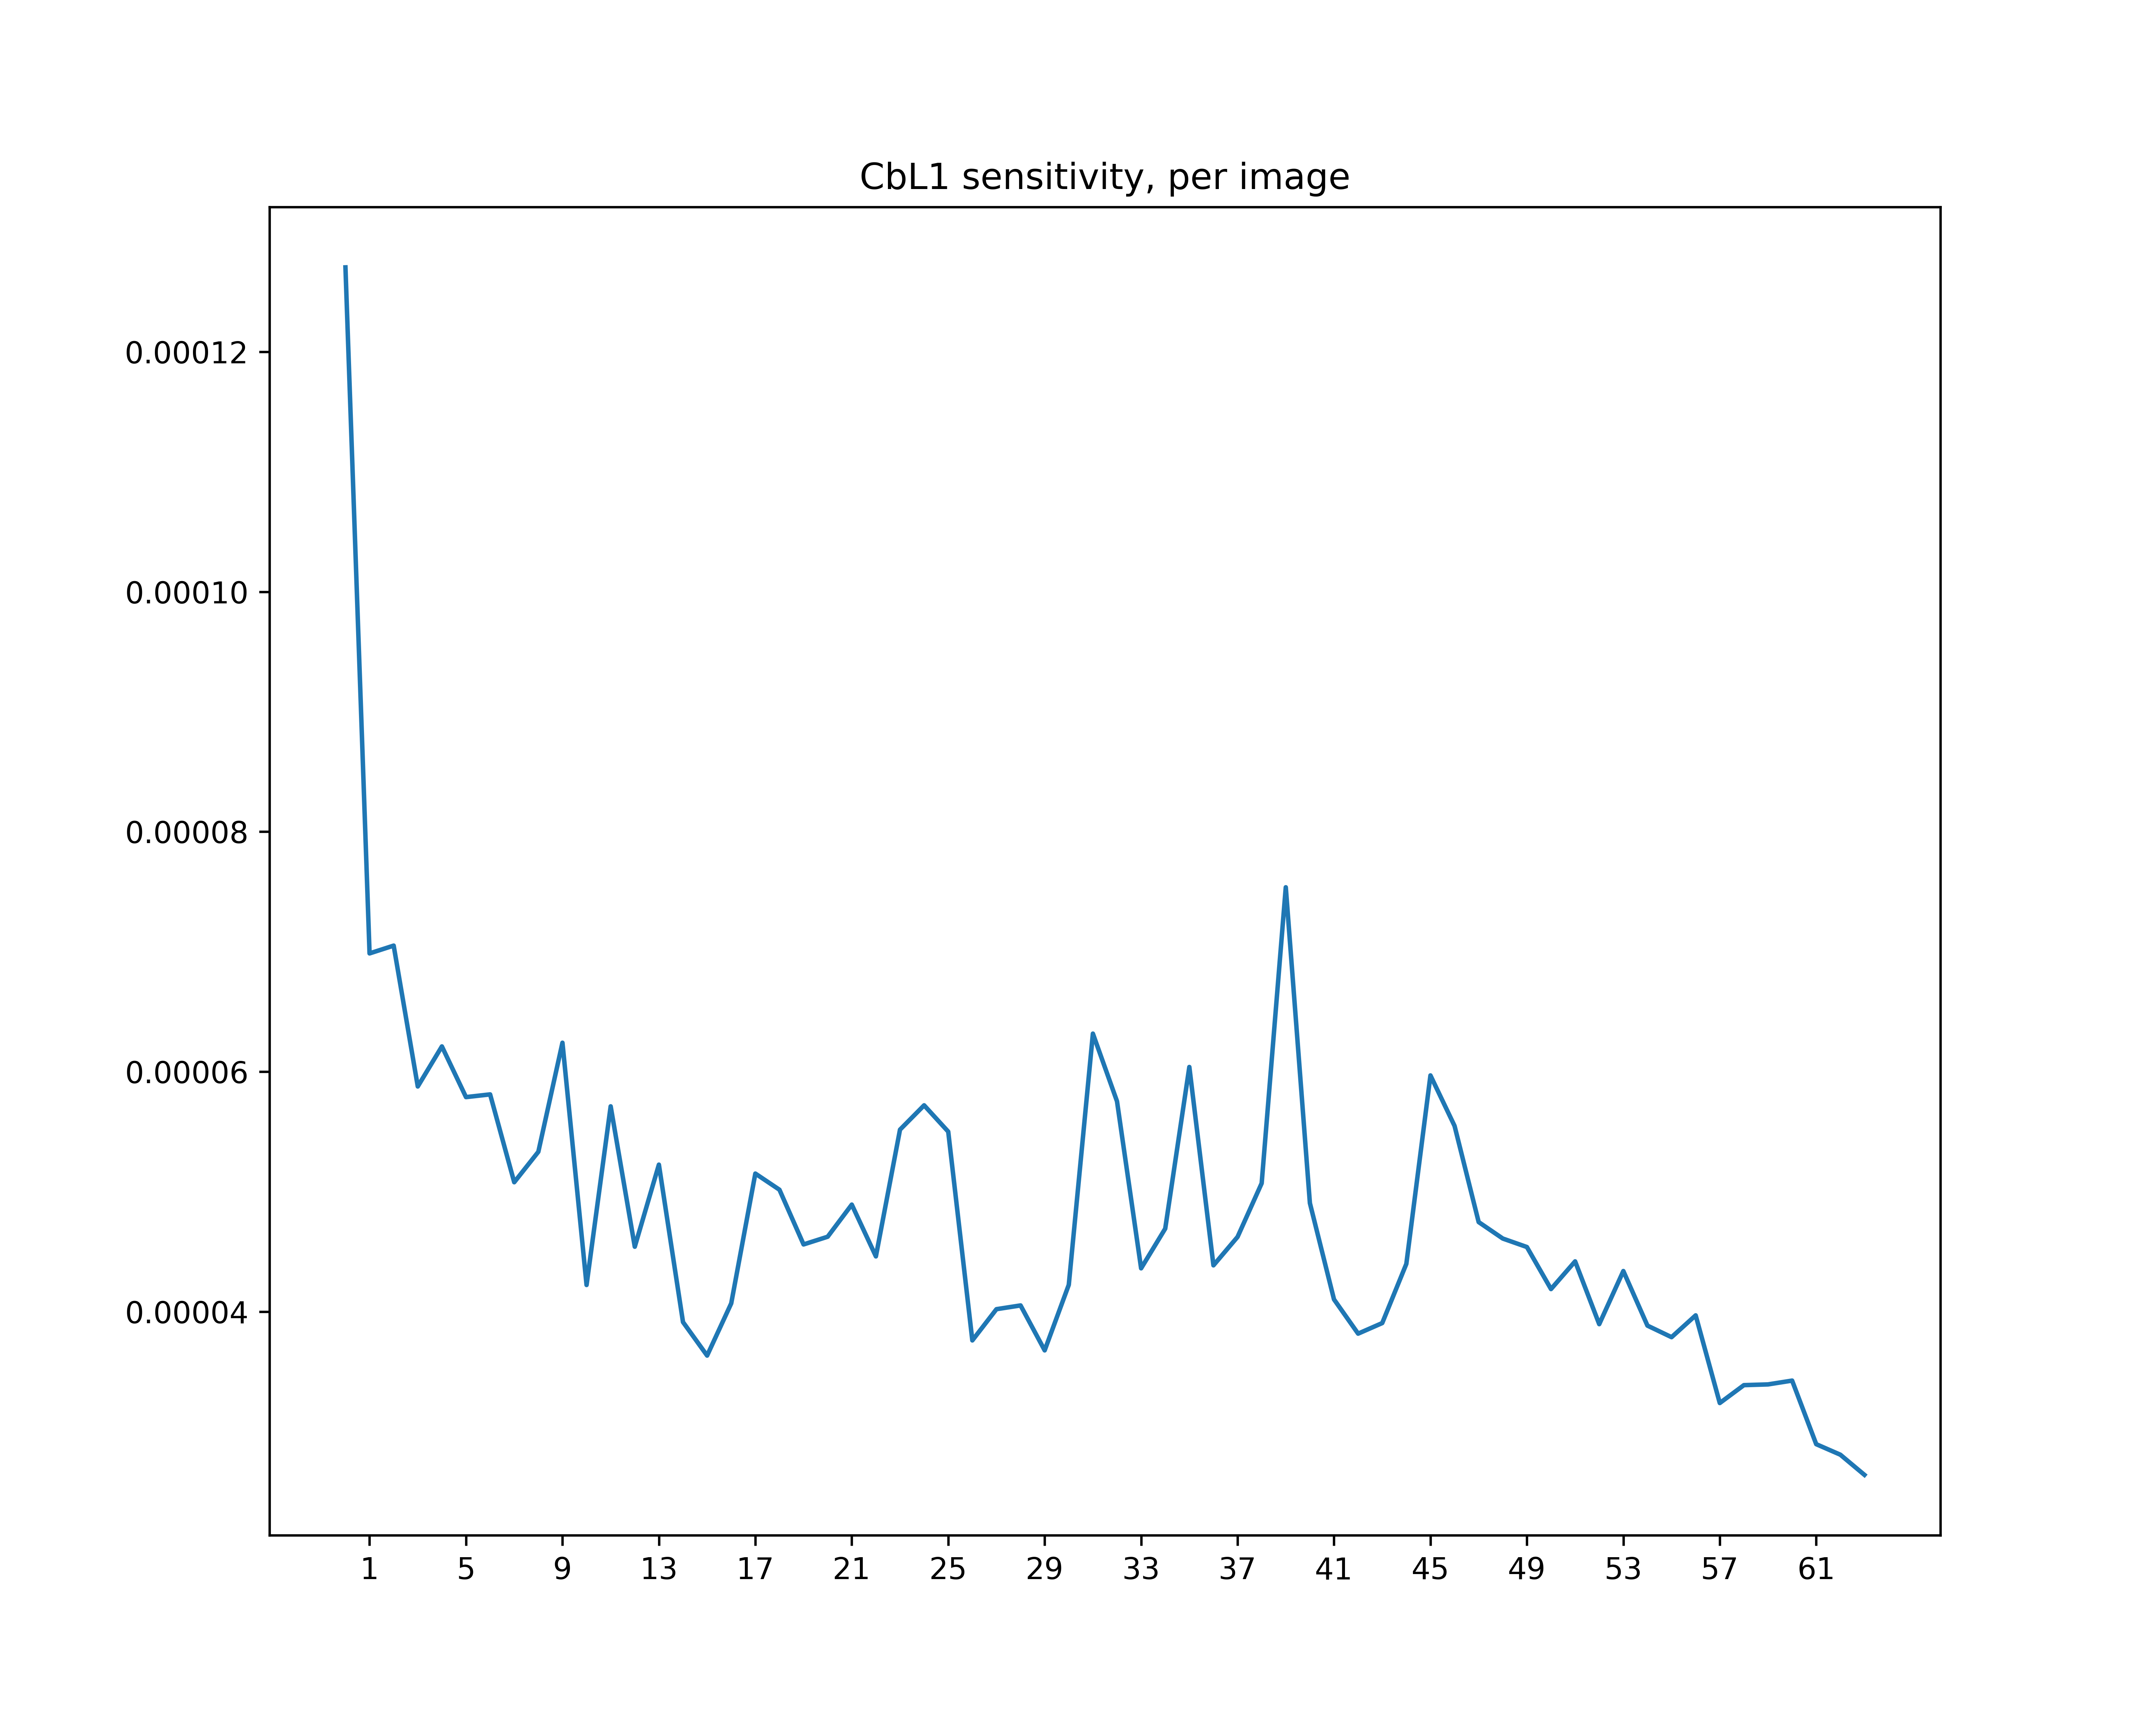 CbL1 sensitivity, per image
0.00012
0.00010
0.00008
0.00006
0.00004
1 5 9 13 17 21 25 29 33 37 41 45 49 53 57 61